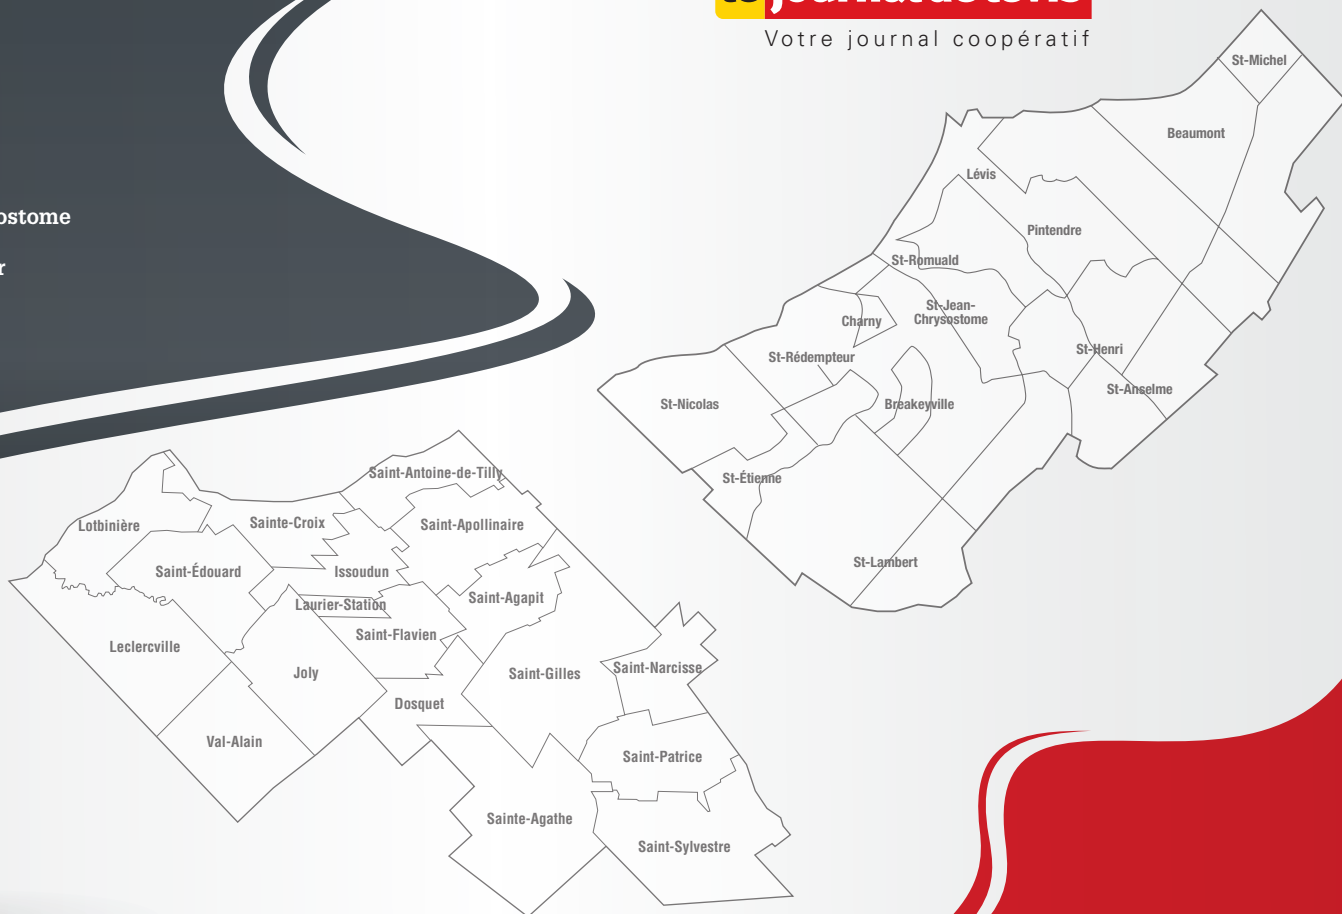 Votre journal coopératif
St-Michel
Beaumont
Lévis
Pintendre
St-Romuald
St-Jean-
Chrysostome
Charny
St-Rédempteur
St-Henri
St-Anselme
St-Nicolas
Breakeyville
St-Étienne
St-Lambert
Saint-Antoine-de-Tilly
Lotbinière
Sainte-Croix
Saint-Apollinaire
Saint-Édouard
Issoudun
Laurier-Station
Saint-Agapit
Saint-Flavien
Leclercville
Joly
Saint-Gilles
Saint-Narcisse
Dosquet
Val-Alain
Saint-Patrice
Sainte-Agathe
Saint-Sylvestre